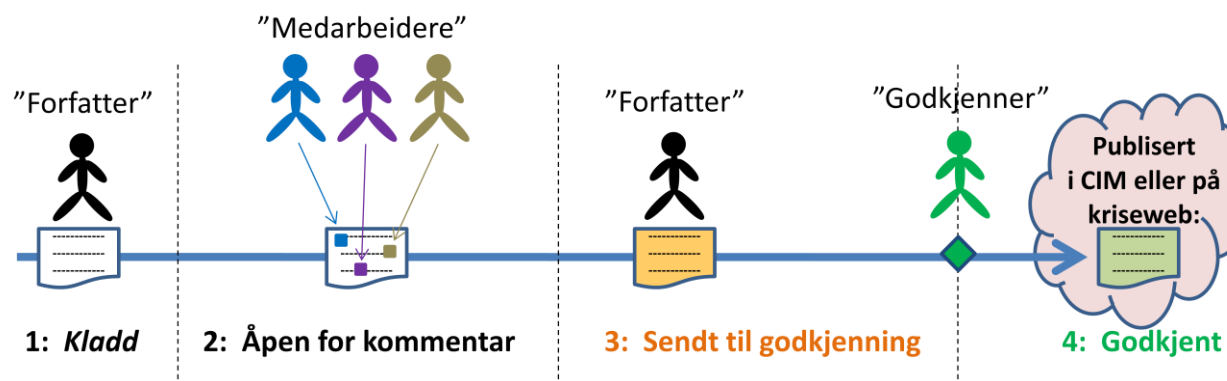 ”Medarbeidere”
”Forfatter”
”Forfatter”
”Godkjenner”
Publisert
i CIM eller på
kriseweb:
1: Kladd
2: Åpen for kommentar
3: Sendt til godkjenning
4: Godkjent